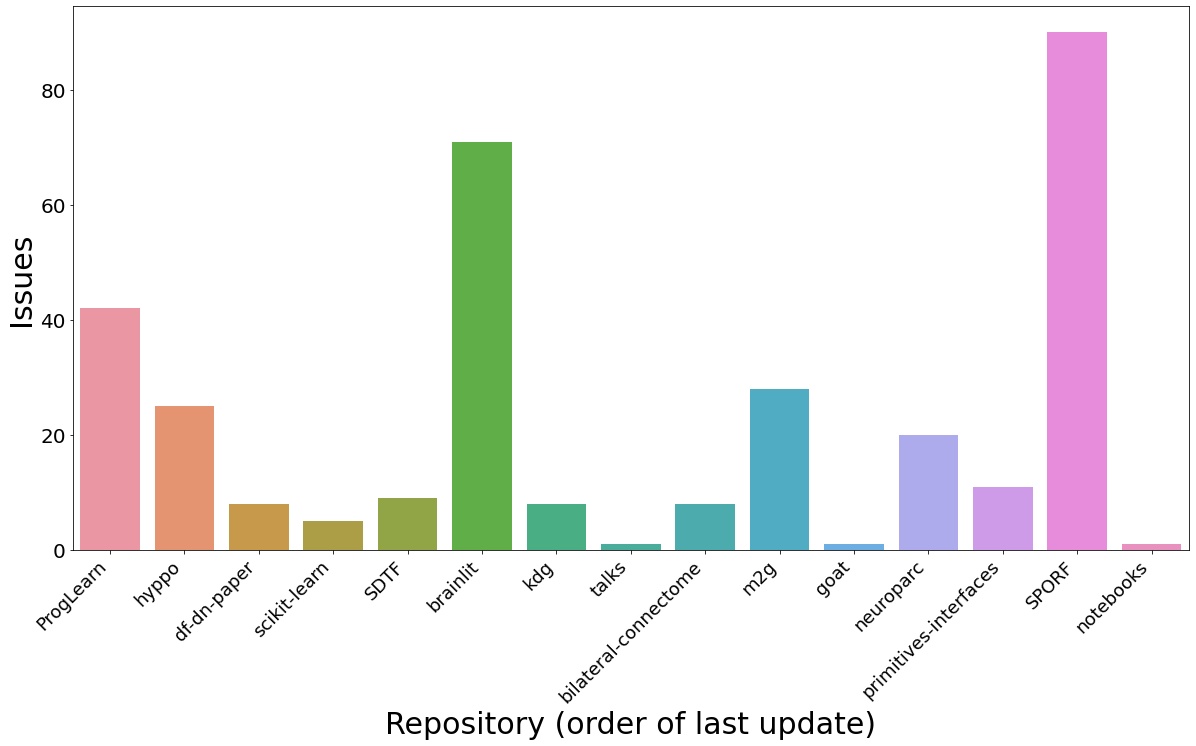 Issues
80
60
40
20
0
ProgLearn
hyppo
df-dn-paper
scikit-learn
SDTF
brainlit
kdg
talks
bilateral-connectome
m2g
goat
neuroparc
primitives-interfaces
SPORF
notebooks
Repository (order of last update)